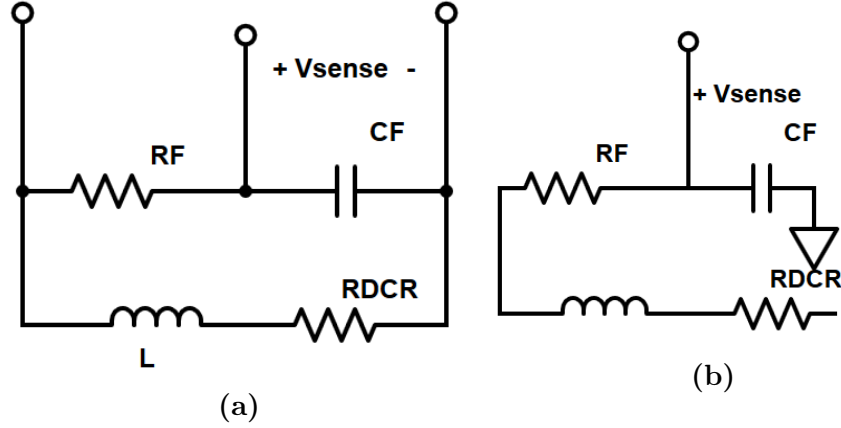 + Vsense -
RF
CF
RDCR
L
(a)
+ Vsense
RF
CF
RDCR
(b)